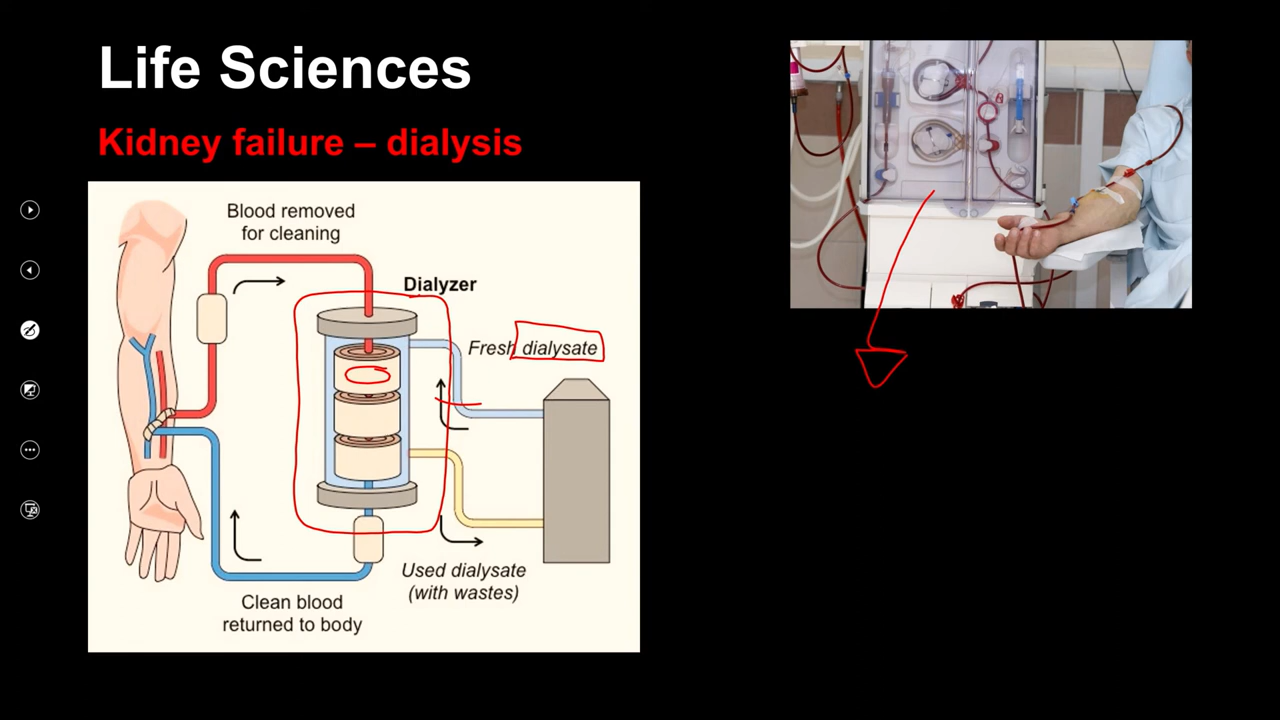 Life Sciences
Kidney failure – dialysis
Blood removed
for cleaning
Dialyzer
Fresh dialysate
Used dialysate
(with wastes)
Clean blood
returned to body